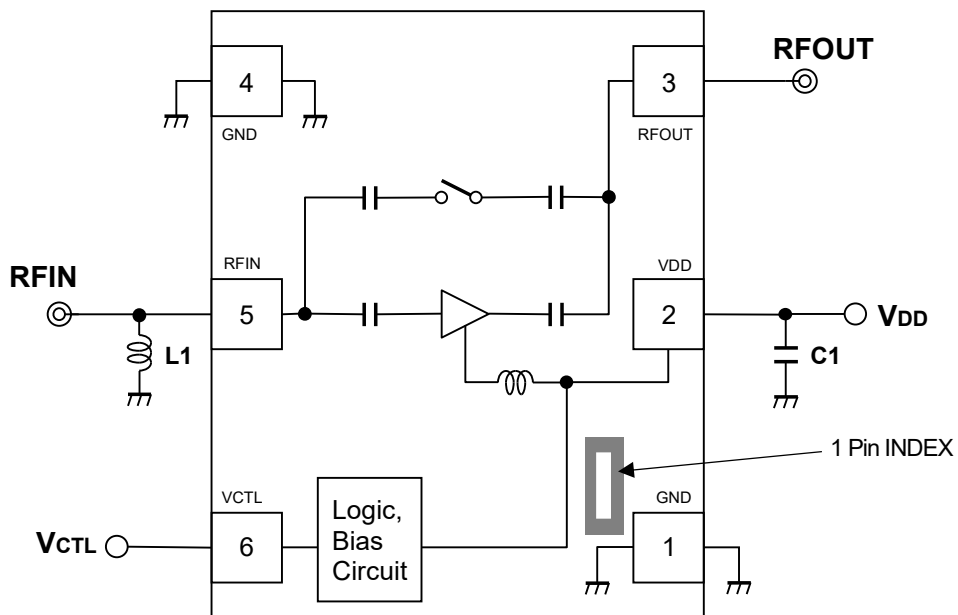 RFOUT
4
3
GND
RFOUT
RFIN
VDD
RFIN
5
2
VDD
L1
C1
1 Pin INDEX
VCTL
GND
Logic,
Bias
Circuit
VCTL
6
1